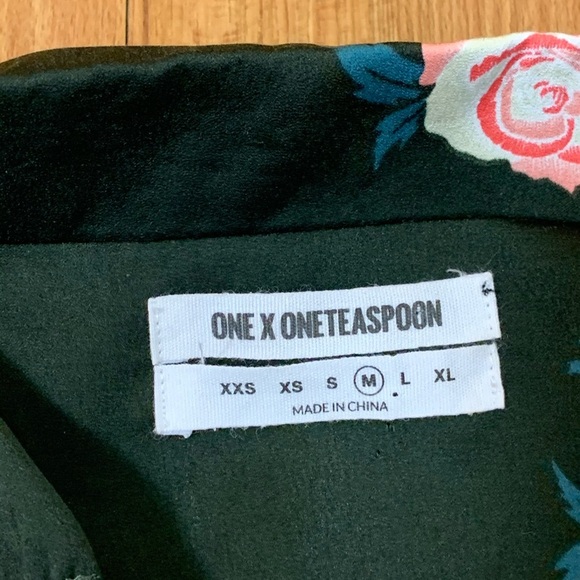 ONE X ONETEASPOON
XXS XS S M L XL
MADE IN CHINA